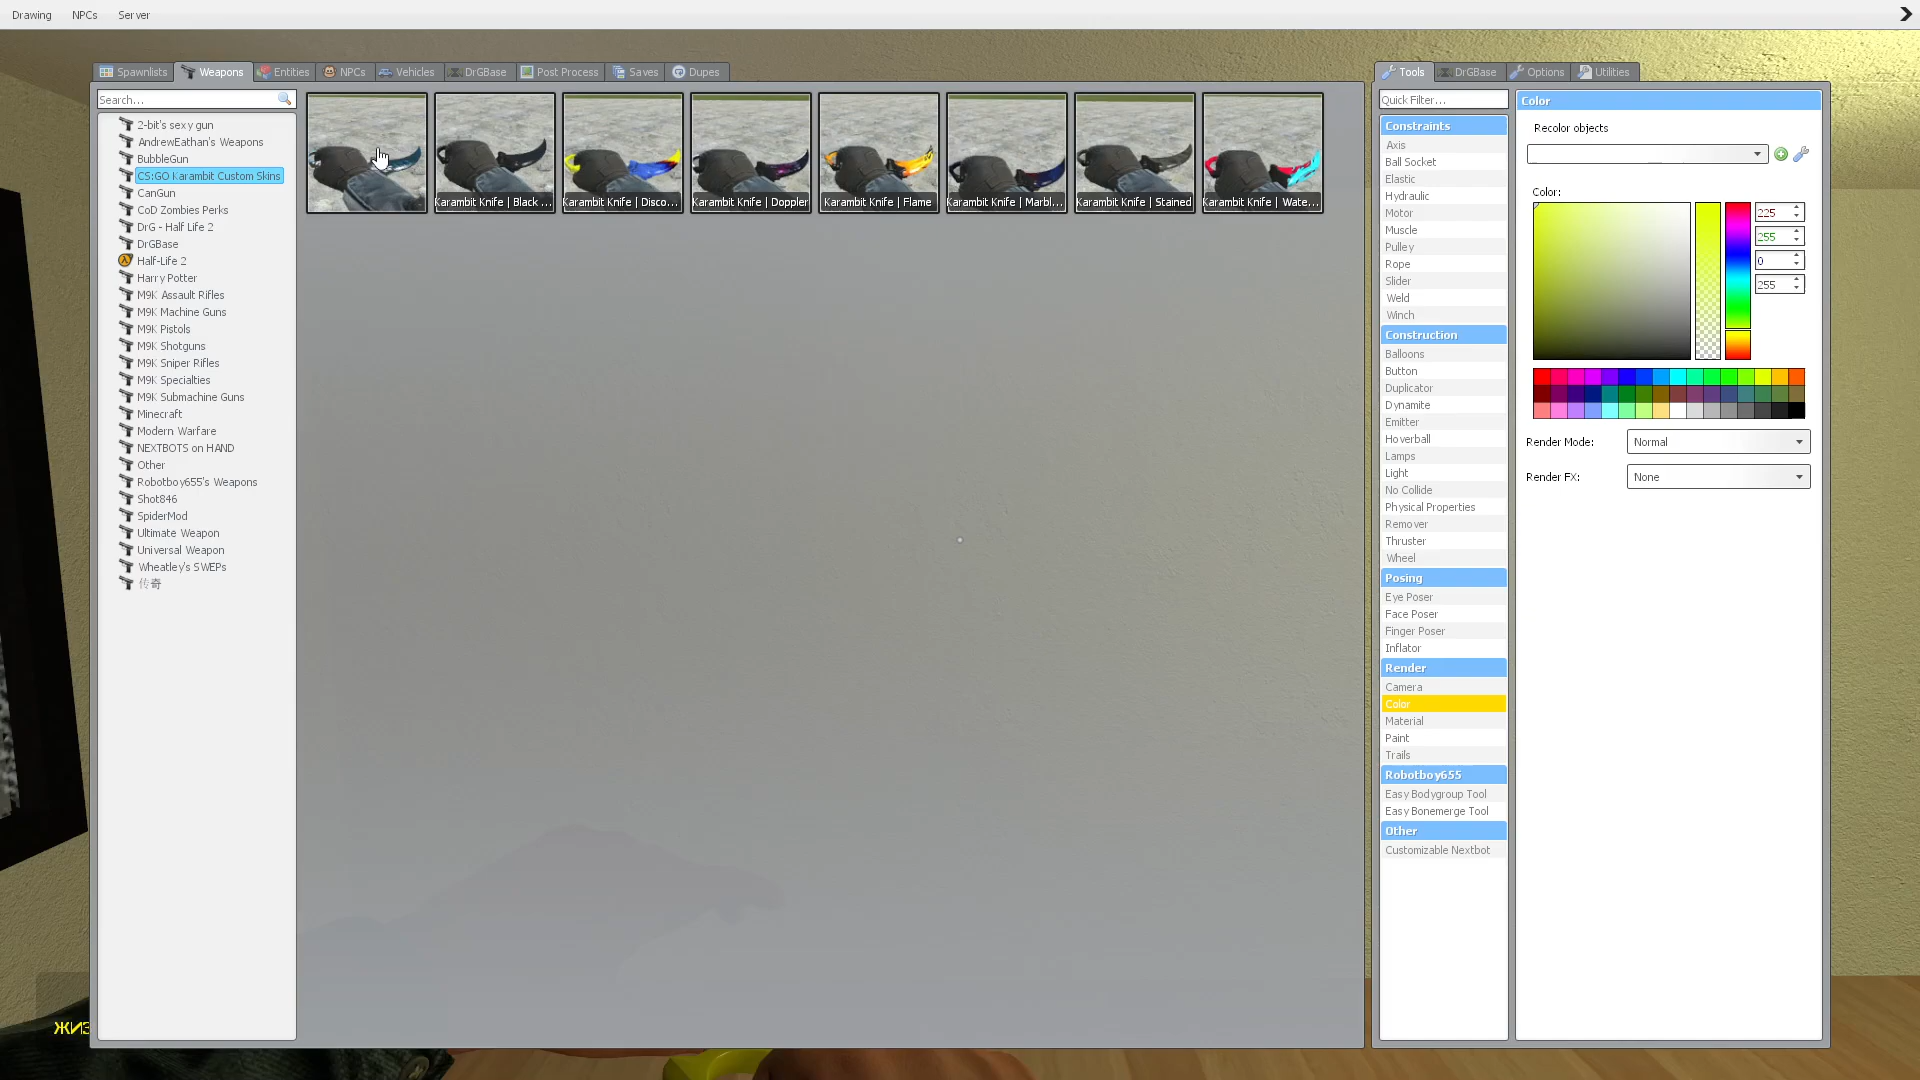 Drawing NPCs Server
Spawnlists Weapons Entities NPCs Vehicles DrGBase Post Process Saves Dupes
Search...
2-bit's sexy gun
AndrewEathan's Weapons
BubbleGun
CS:GO Karambit Custom Skins
CanGun
CoD Zombies Perks
DrG - Half Life 2
DrGBase
Half-Life 2
Harry Potter
M9K Assault Rifles
M9K Machine Guns
M9K Pistols
M9K Shotguns
M9K Sniper Rifles
M9K Specialties
M9K Submachine Guns
Minecraft
Modern Warfare
NEXTBOTS on HAND
Other
Robotboy655's Weapons
Shot846
SpiderMod
Ultimate Weapon
Universal Weapon
Wheatley's SWEPs
传奇
Karambit Knife | Black ...
Karambit Knife | Disco...
Karambit Knife | Doppler
Karambit Knife | Flame
Karambit Knife | Marbl...
Karambit Knife | Stained
Karambit Knife | Wate...
Tools DrGBase Options Utilities
Quick Filter...
Constraints
Axis
Ball Socket
Elastic
Hydraulic
Motor
Muscle
Pulley
Rope
Slider
Weld
Winch
Construction
Balloons
Button
Duplicator
Dynamite
Emitter
Hoverball
Lamps
Light
No Collide
Physical Properties
Remover
Thruster
Wheel
Posing
Eye Poser
Face Poser
Finger Poser
Inflator
Render
Camera
Color
Material
Paint
Trails
Robotboy655
Easy Bodygroup Tool
Easy Bonemerge Tool
Other
Customizable Nextbot
Color
Recolor objects
Color:
225
255
0
255
Render Mode: Normal
Render FX: None